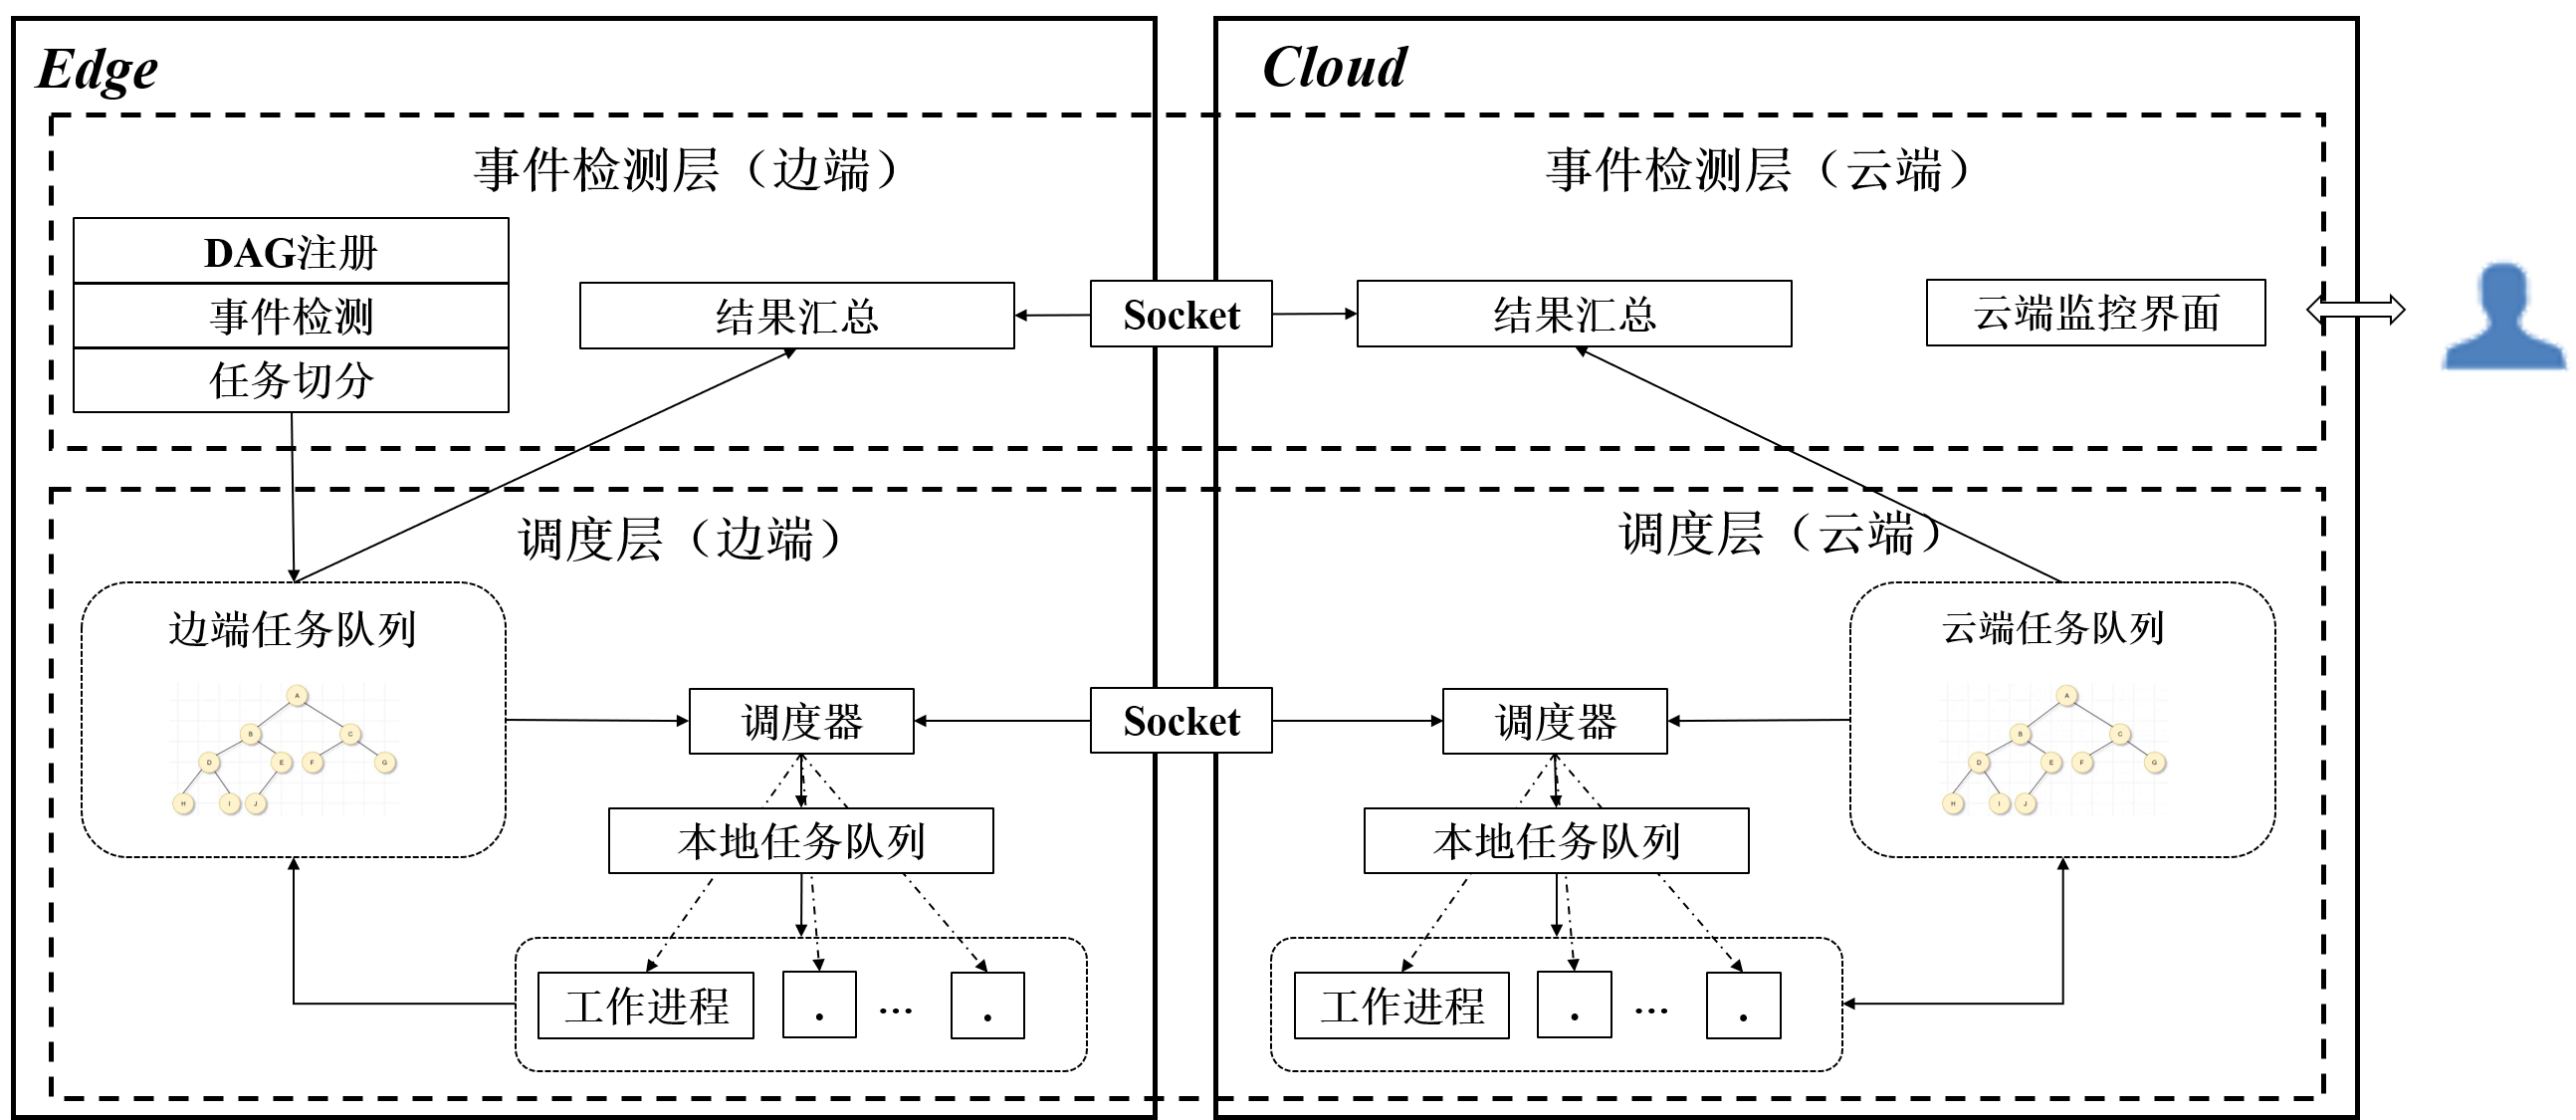 Edge
Cloud
事件检测层（边端）
事件检测层（云端）
DAG注册
事件检测
任务切分
结果汇总
Socket
结果汇总
云端监控界面
调度层（边端）
调度层（云端）
边端任务队列
A
B
C
D
E
F
G
H
I
J
调度器
Socket
调度器
云端任务队列
A
B
C
D
E
F
G
H
I
J
本地任务队列
本地任务队列
工作进程
.
...
.
工作进程
.
...
.